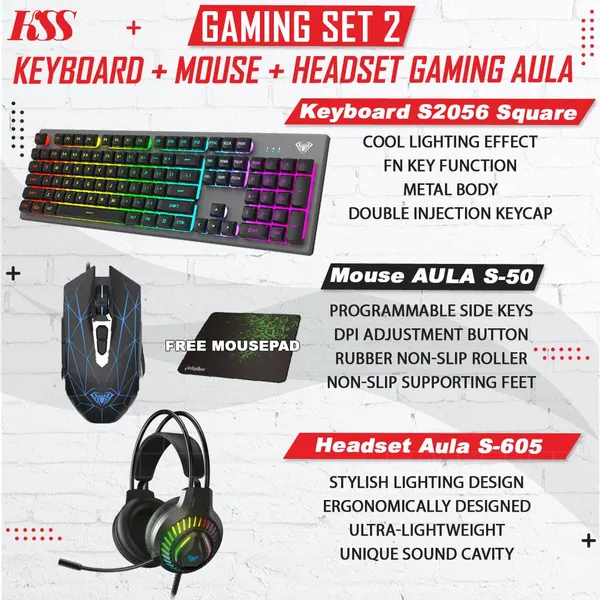 KSS
GAMING SET 2
KEYBOARD + MOUSE + HEADSET GAMING AULA
Keyboard S2056 Square
COOL LIGHTING EFFECT
FN KEY FUNCTION
METAL BODY
DOUBLE INJECTION KEYCAP
Mouse AULA S-50
PROGRAMMABLE SIDE KEYS
DPI ADJUSTMENT BUTTON
RUBBER NON-SLIP ROLLER
NON-SLIP SUPPORTING FEET
FREE MOUSEPAD
Headset Aula S-605
STYLISH LIGHTING DESIGN
ERGONOMICALLY DESIGNED
ULTRA-LIGHTWEIGHT
UNIQUE SOUND CAVITY